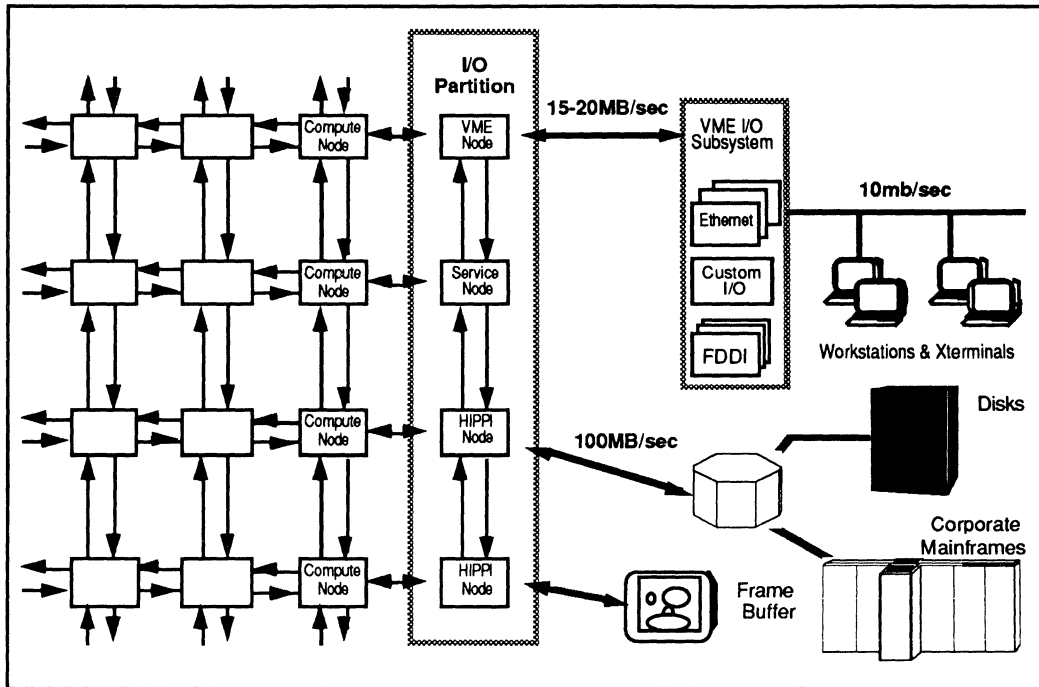 I/O
Partition
15-20MB/sec
Compute
Node
VME
Node
VME I/O
Subsystem
10mb/sec
Ethernet
Compute
Node
Service
Node
Custom
I/O
FDDI
Workstations & Xterminals
Disks
Compute
Node
HIPPI
Node
100MB/sec
Corporate
Mainframes
Compute
Node
HIPPI
Node
Frame
Buffer